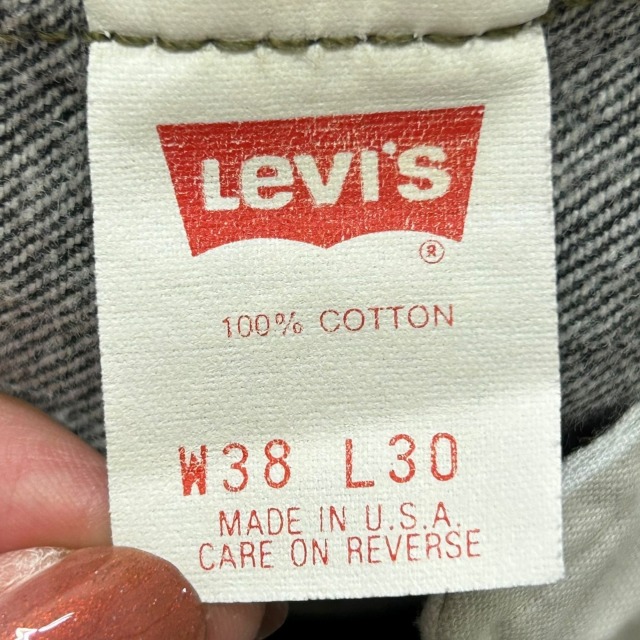 Levi's
®
100% COTTON
W38 L30
MADE IN U.S.A.
CARE ON REVERSE